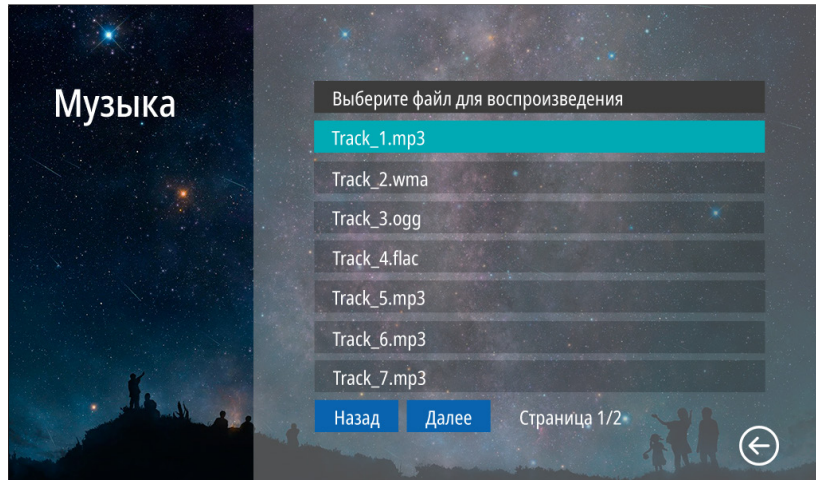 Музыка
Выберите файл для воспроизведения
Track_1.mp3
Track_2.wma
Track_3.ogg
Track_4.flac
Track_5.mp3
Track_6.mp3
Track_7.mp3
Назад Далее Страница 1/2